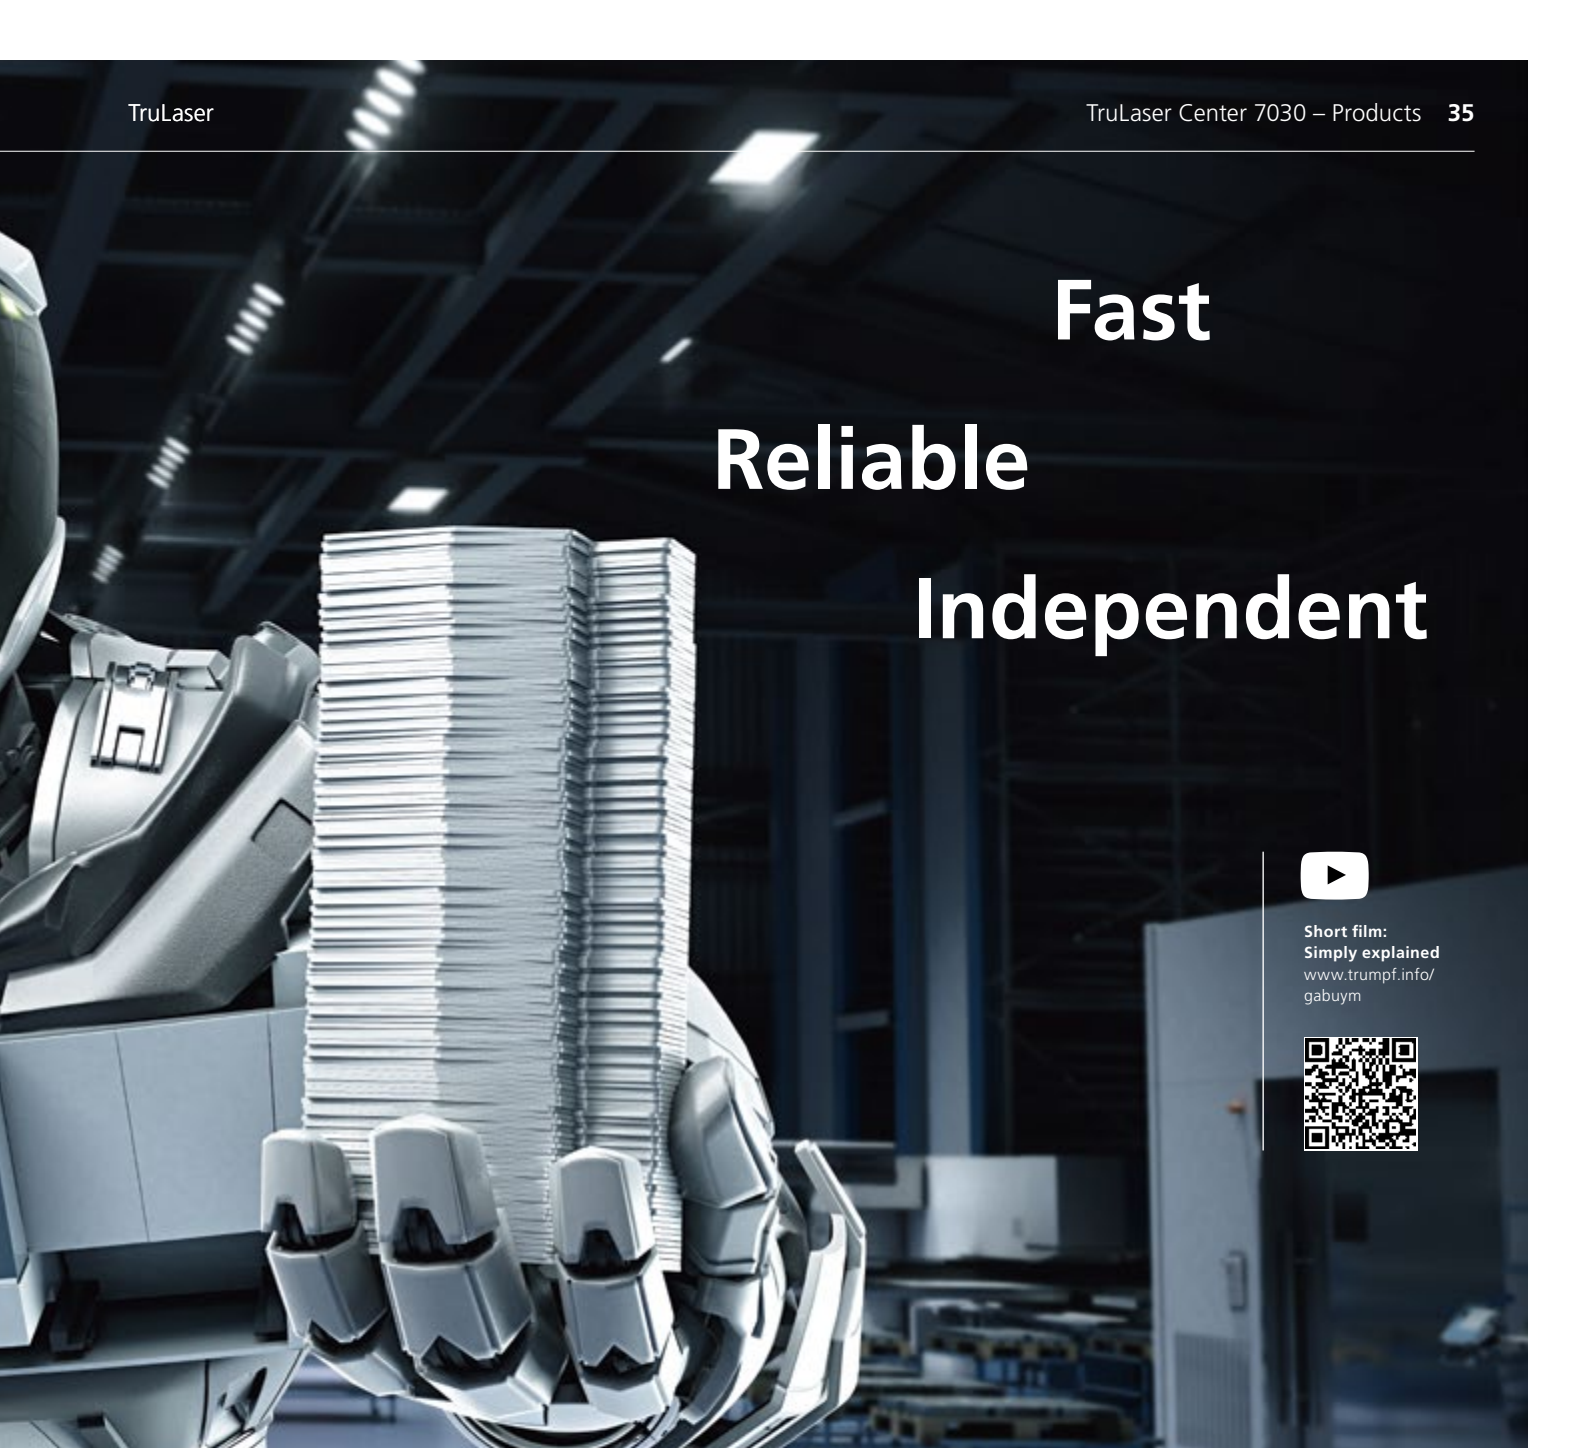 TruLaser
TruLaser Center 7030 – Products 35
Fast
Reliable
Independent
Short film:
Simply explained
www.trumpf.info/
gabuym